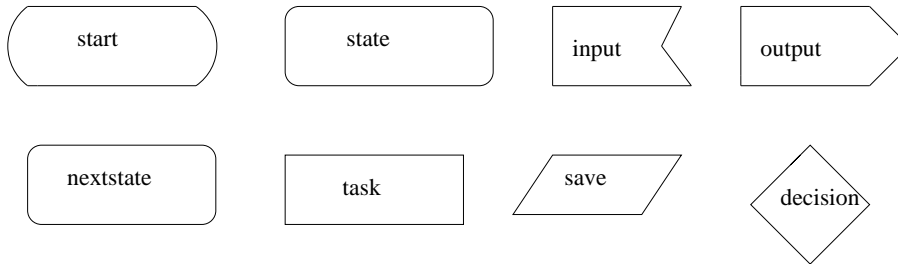 start
state
input
output
nextstate
task
save
decision